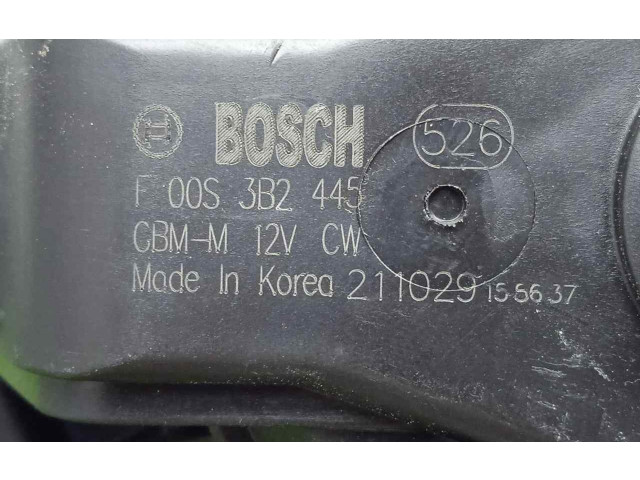 BOSCH 526
F 00S 3B2 445
CBM-M 12V CW
Made In Korea 211029 15:56:37